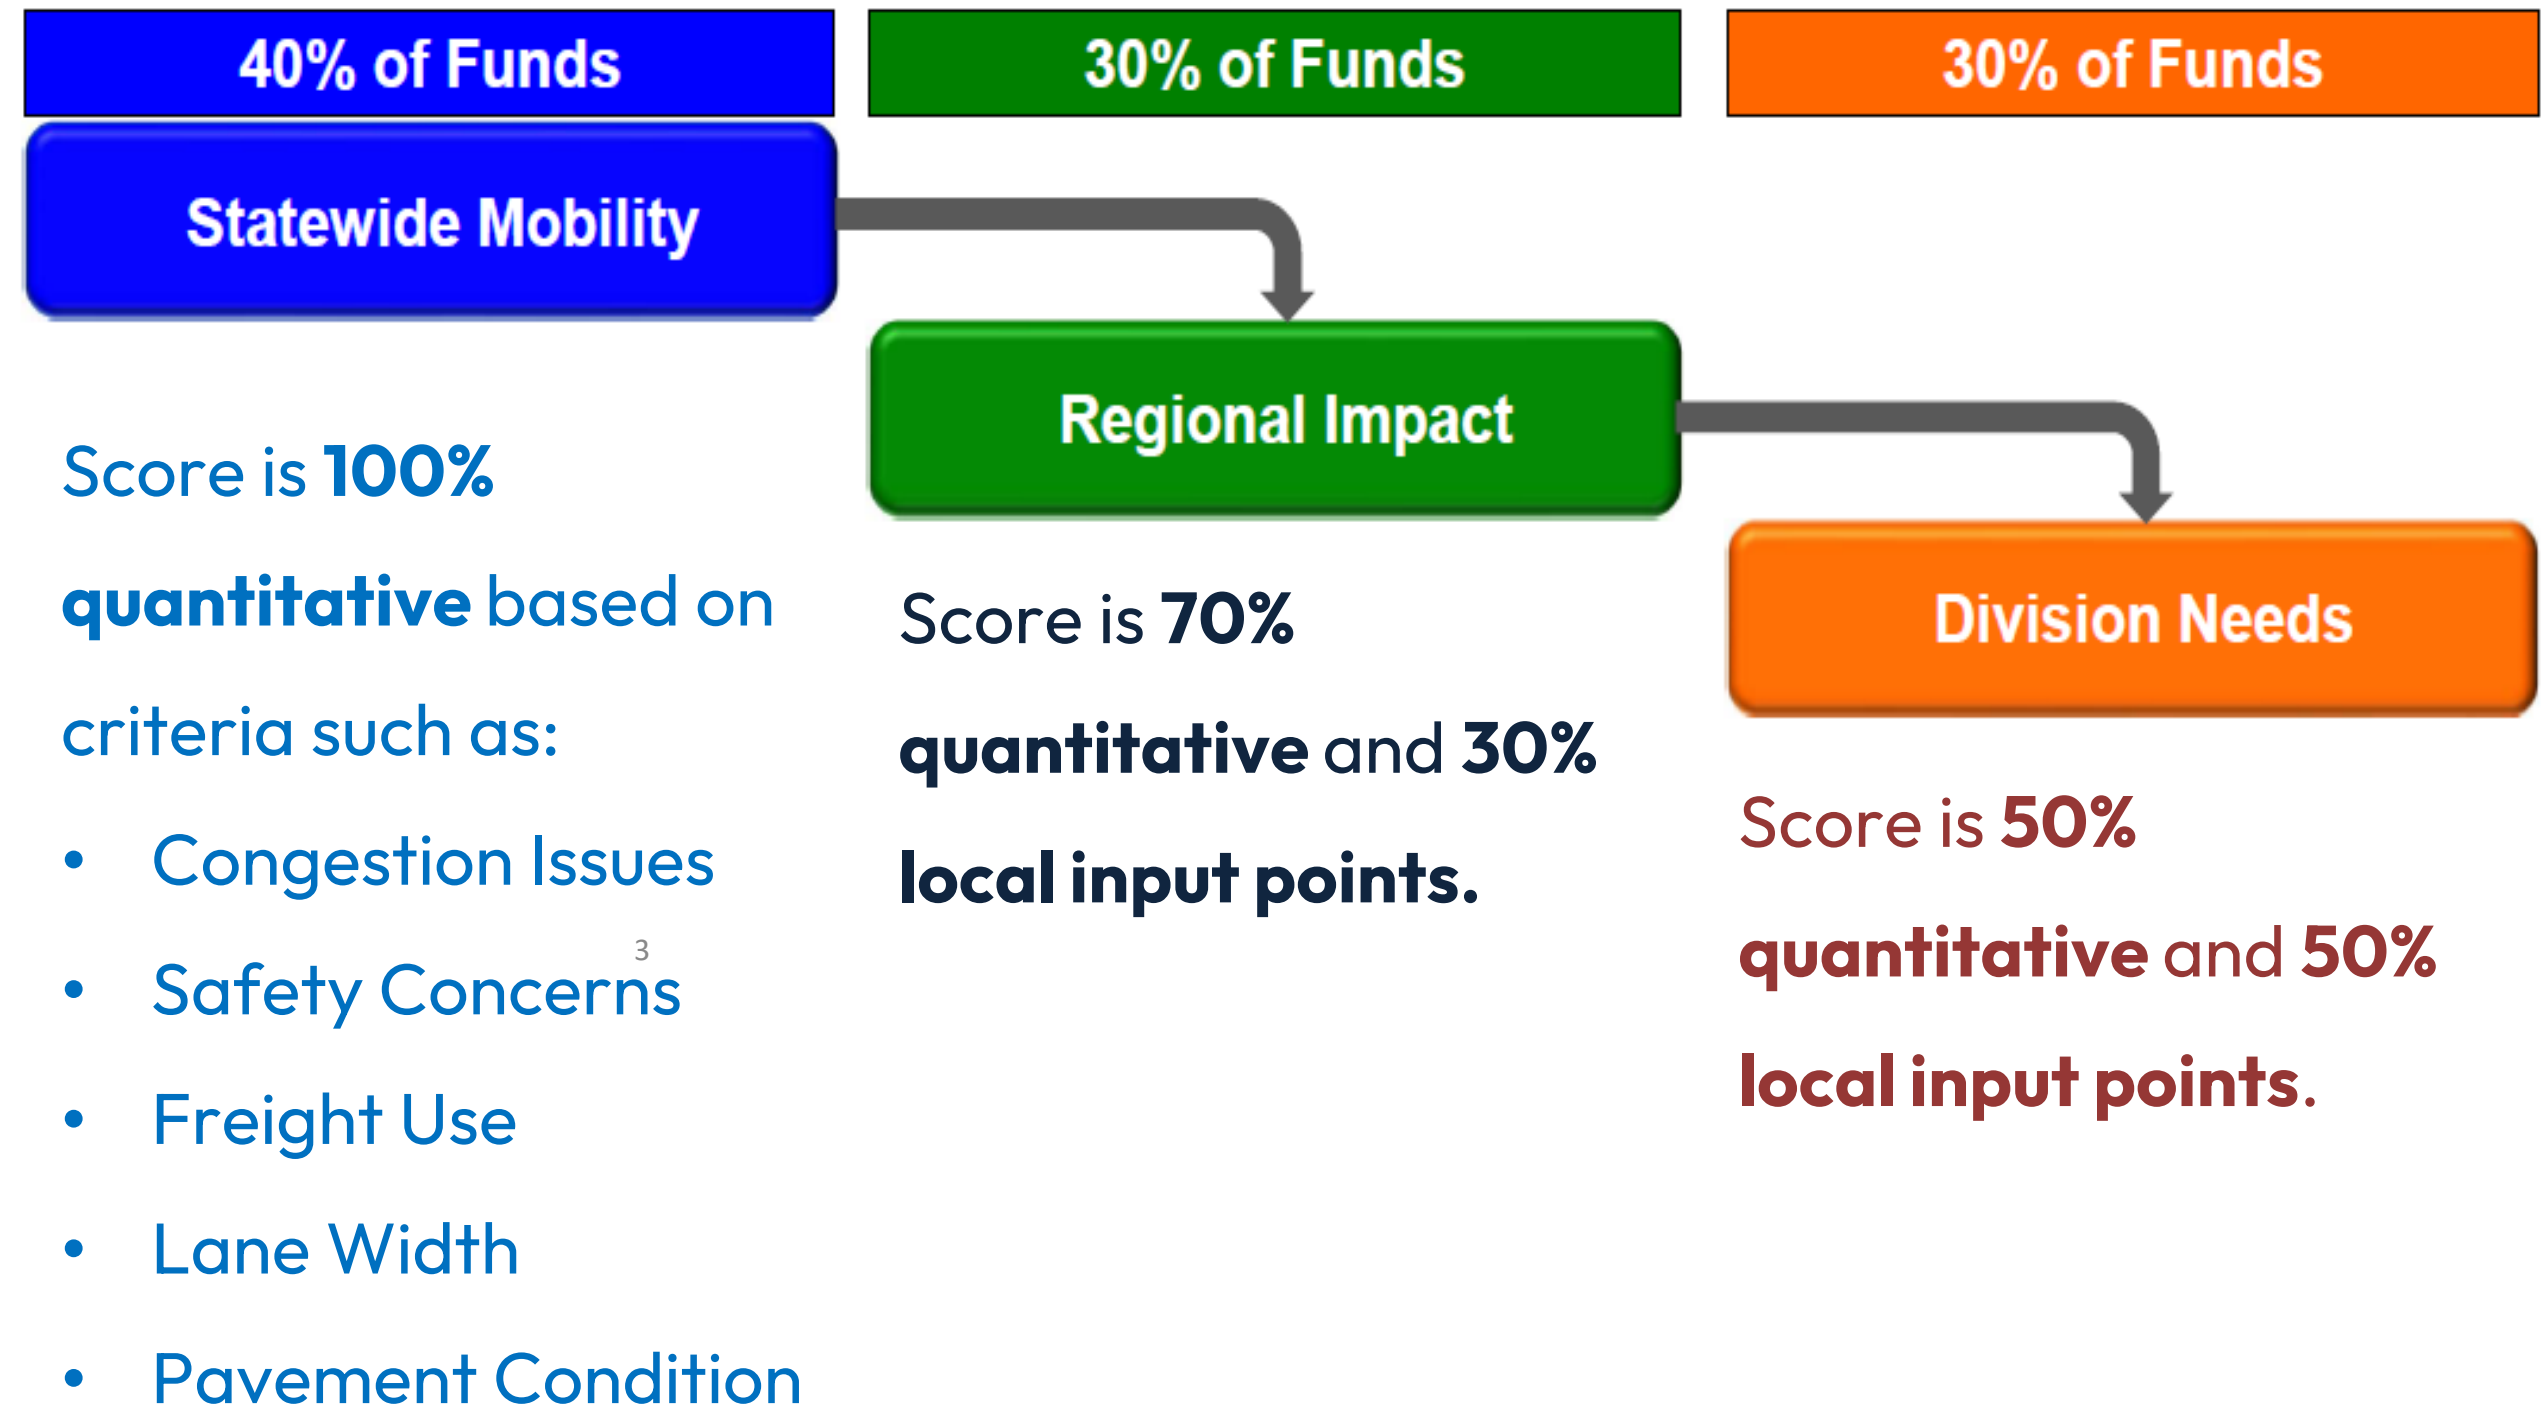 40% of Funds
30% of Funds
30% of Funds
Statewide Mobility
Regional Impact
Division Needs
Score is 100%
quantitative based on
criteria such as:
• Congestion Issues
• Safety Concerns
• Freight Use
• Lane Width
• Pavement Condition
3
Score is 70%
quantitative and 30%
local input points.
Score is 50%
quantitative and 50%
local input points.